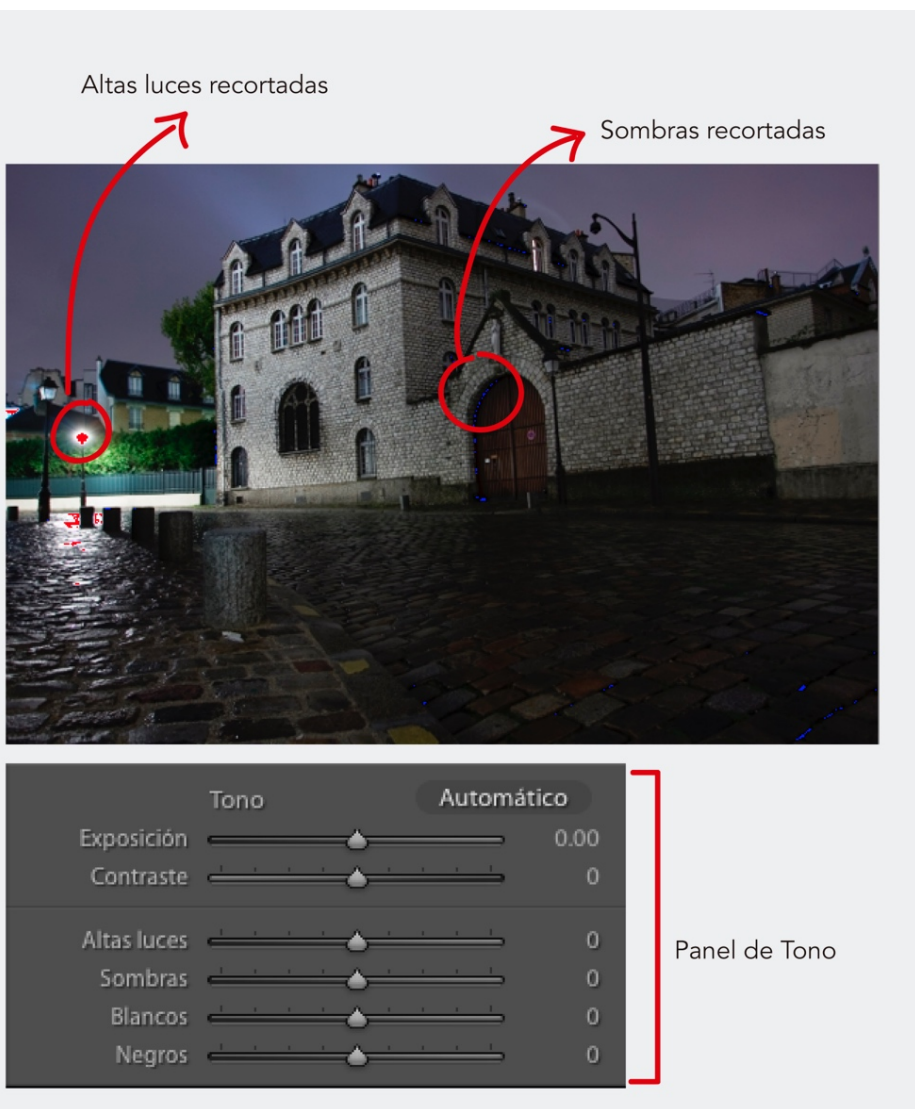 Altas luces recortadas
Sombras recortadas
Tono
Automático
Exposición 0.00
Contraste 0
Altas luces 0
Sombras 0
Blancos 0
Negros 0
Panel de Tono